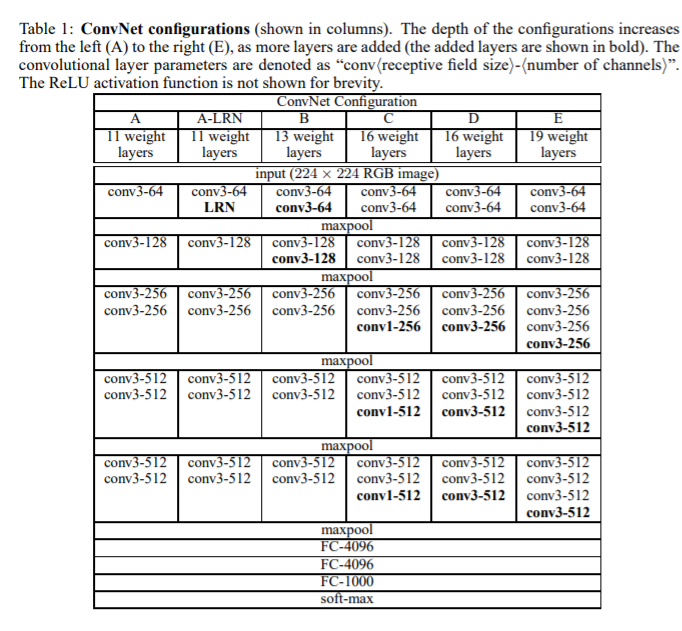 Table 1: ConvNet configurations (shown in columns). The depth of the configurations increases
from the left (A) to the right (E), as more layers are added (the added layers are shown in bold). The
convolutional layer parameters are denoted as “conv⟨receptive field size⟩-⟨number of channels⟩”.
The ReLU activation function is not shown for brevity.
ConvNet Configuration
A A-LRN B C D E
11 weight 11 weight 13 weight 16 weight 16 weight 19 weight
layers layers layers layers layers layers
input (224 × 224 RGB image)
conv3-64 conv3-64 conv3-64 conv3-64 conv3-64 conv3-64
LRN conv3-64 conv3-64 conv3-64 conv3-64
maxpool
conv3-128 conv3-128 conv3-128 conv3-128 conv3-128 conv3-128
conv3-128 conv3-128 conv3-128 conv3-128
maxpool
conv3-256 conv3-256 conv3-256 conv3-256 conv3-256 conv3-256
conv3-256 conv3-256 conv3-256 conv3-256 conv3-256 conv3-256
conv1-256 conv3-256 conv3-256
conv3-256
maxpool
conv3-512 conv3-512 conv3-512 conv3-512 conv3-512 conv3-512
conv3-512 conv3-512 conv3-512 conv3-512 conv3-512 conv3-512
conv1-512 conv3-512 conv3-512
conv3-512
maxpool
conv3-512 conv3-512 conv3-512 conv3-512 conv3-512 conv3-512
conv3-512 conv3-512 conv3-512 conv3-512 conv3-512 conv3-512
conv1-512 conv3-512 conv3-512
conv3-512
maxpool
FC-4096
FC-4096
FC-1000
soft-max